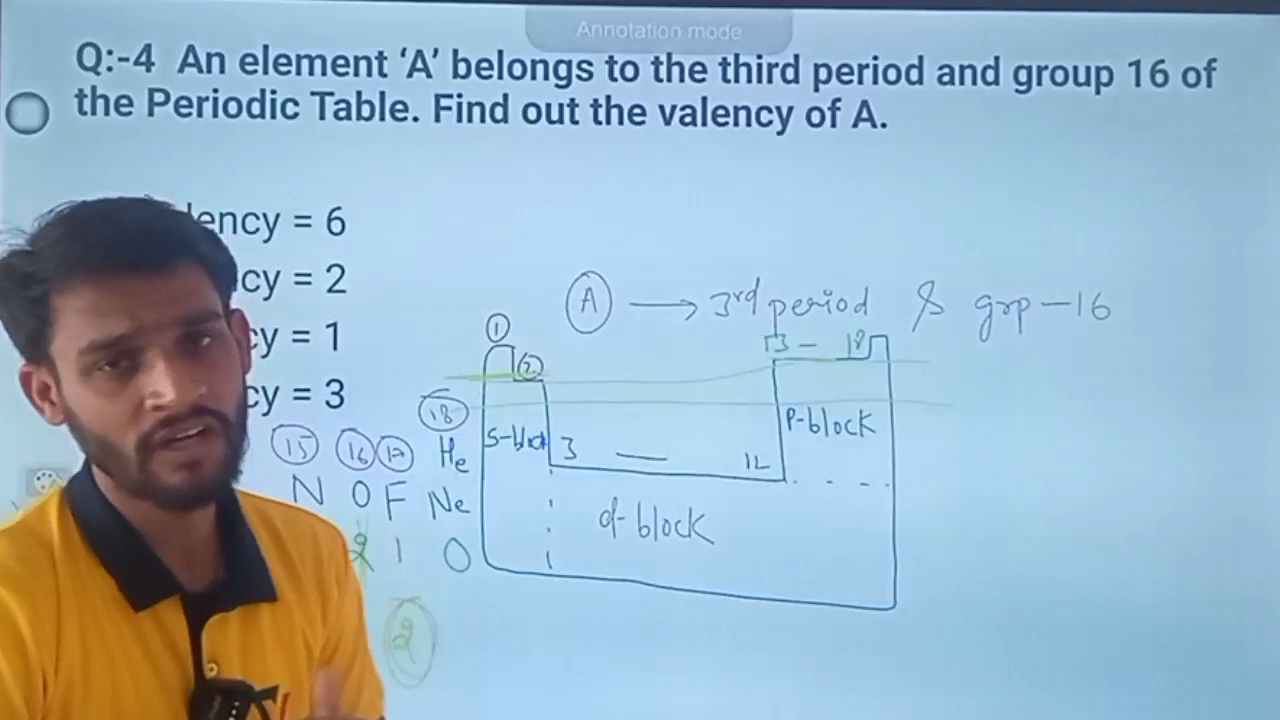 Annotation mode
Q:-4 An element ‘A’ belongs to the third period and group 16 of
the Periodic Table. Find out the valency of A.
ency = 6
cy = 2
cy = 1
cy = 3
A → 3rd period & grp-16
1
2
13 - 18
18
15 16 17 He
S-block 3 — 12 P-block
N O F Ne
d-block
2 1 0
2